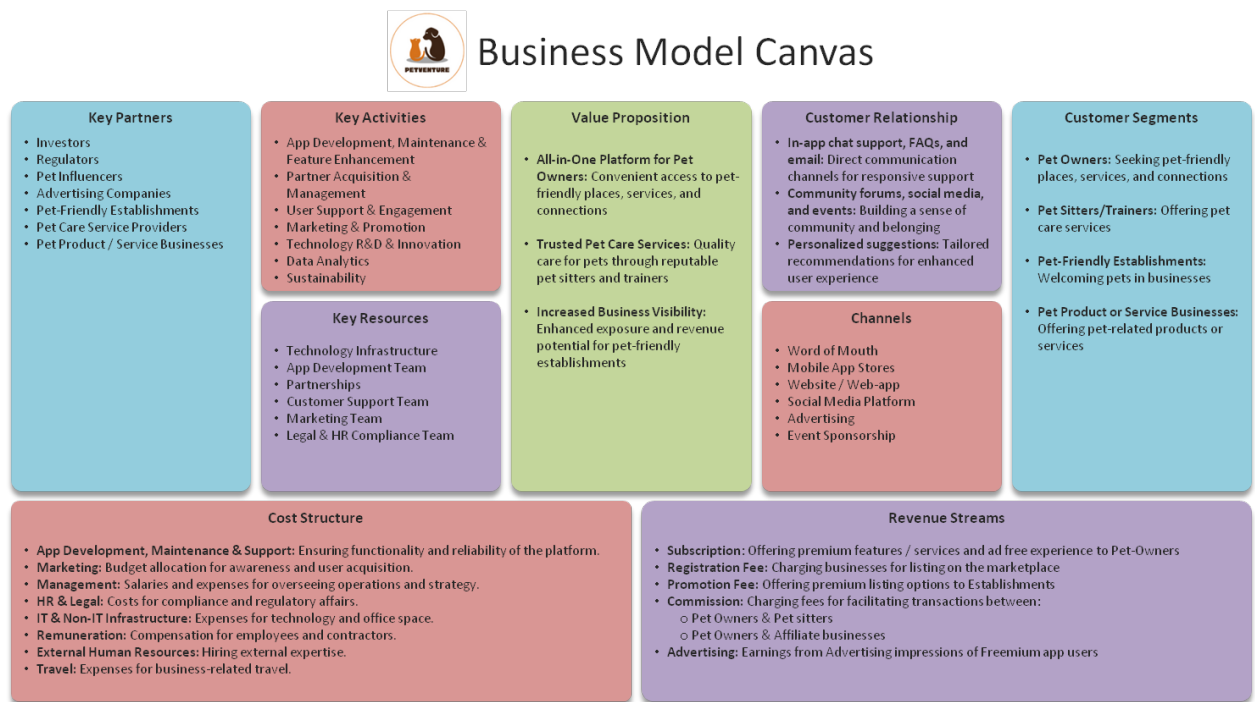 PETVENTURE
Business Model Canvas
Key Partners
• Investors
• Regulators
• Pet Influencers
• Advertising Companies
• Pet-Friendly Establishments
• Pet Care Service Providers
• Pet Product / Service Businesses
Key Activities
• App Development, Maintenance &
Feature Enhancement
• Partner Acquisition &
Management
• User Support & Engagement
• Marketing & Promotion
• Technology R&D & Innovation
• Data Analytics
• Sustainability
Key Resources
• Technology Infrastructure
• App Development Team
• Partnerships
• Customer Support Team
• Marketing Team
• Legal & HR Compliance Team
Value Proposition
• All-in-One Platform for Pet
Owners: Convenient access to pet-
friendly places, services, and
connections
• Trusted Pet Care Services: Quality
care for pets through reputable
pet sitters and trainers
• Increased Business Visibility:
Enhanced exposure and revenue
potential for pet-friendly
establishments
Customer Relationship
• In-app chat support, FAQs, and
email: Direct communication
channels for responsive support
• Community forums, social media,
and events: Building a sense of
community and belonging
• Personalized suggestions: Tailored
recommendations for enhanced
user experience
Channels
• Word of Mouth
• Mobile App Stores
• Website / Web-app
• Social Media Platform
• Advertising
• Event Sponsorship
Customer Segments
• Pet Owners: Seeking pet-friendly
places, services, and connections
• Pet Sitters/Trainers: Offering pet
care services
• Pet-Friendly Establishments:
Welcoming pets in businesses
• Pet Product or Service Businesses:
Offering pet-related products or
services
Cost Structure
• App Development, Maintenance & Support: Ensuring functionality and reliability of the platform.
• Marketing: Budget allocation for awareness and user acquisition.
• Management: Salaries and expenses for overseeing operations and strategy.
• HR & Legal: Costs for compliance and regulatory affairs.
• IT & Non-IT Infrastructure: Expenses for technology and office space.
• Remuneration: Compensation for employees and contractors.
• External Human Resources: Hiring external expertise.
• Travel: Expenses for business-related travel.
Revenue Streams
• Subscription: Offering premium features / services and ad free experience to Pet-Owners
• Registration Fee: Charging businesses for listing on the marketplace
• Promotion Fee: Offering premium listing options to Establishments
• Commission: Charging fees for facilitating transactions between:
o Pet Owners & Pet sitters
o Pet Owners & Affiliate businesses
• Advertising: Earnings from Advertising impressions of Freemium app users